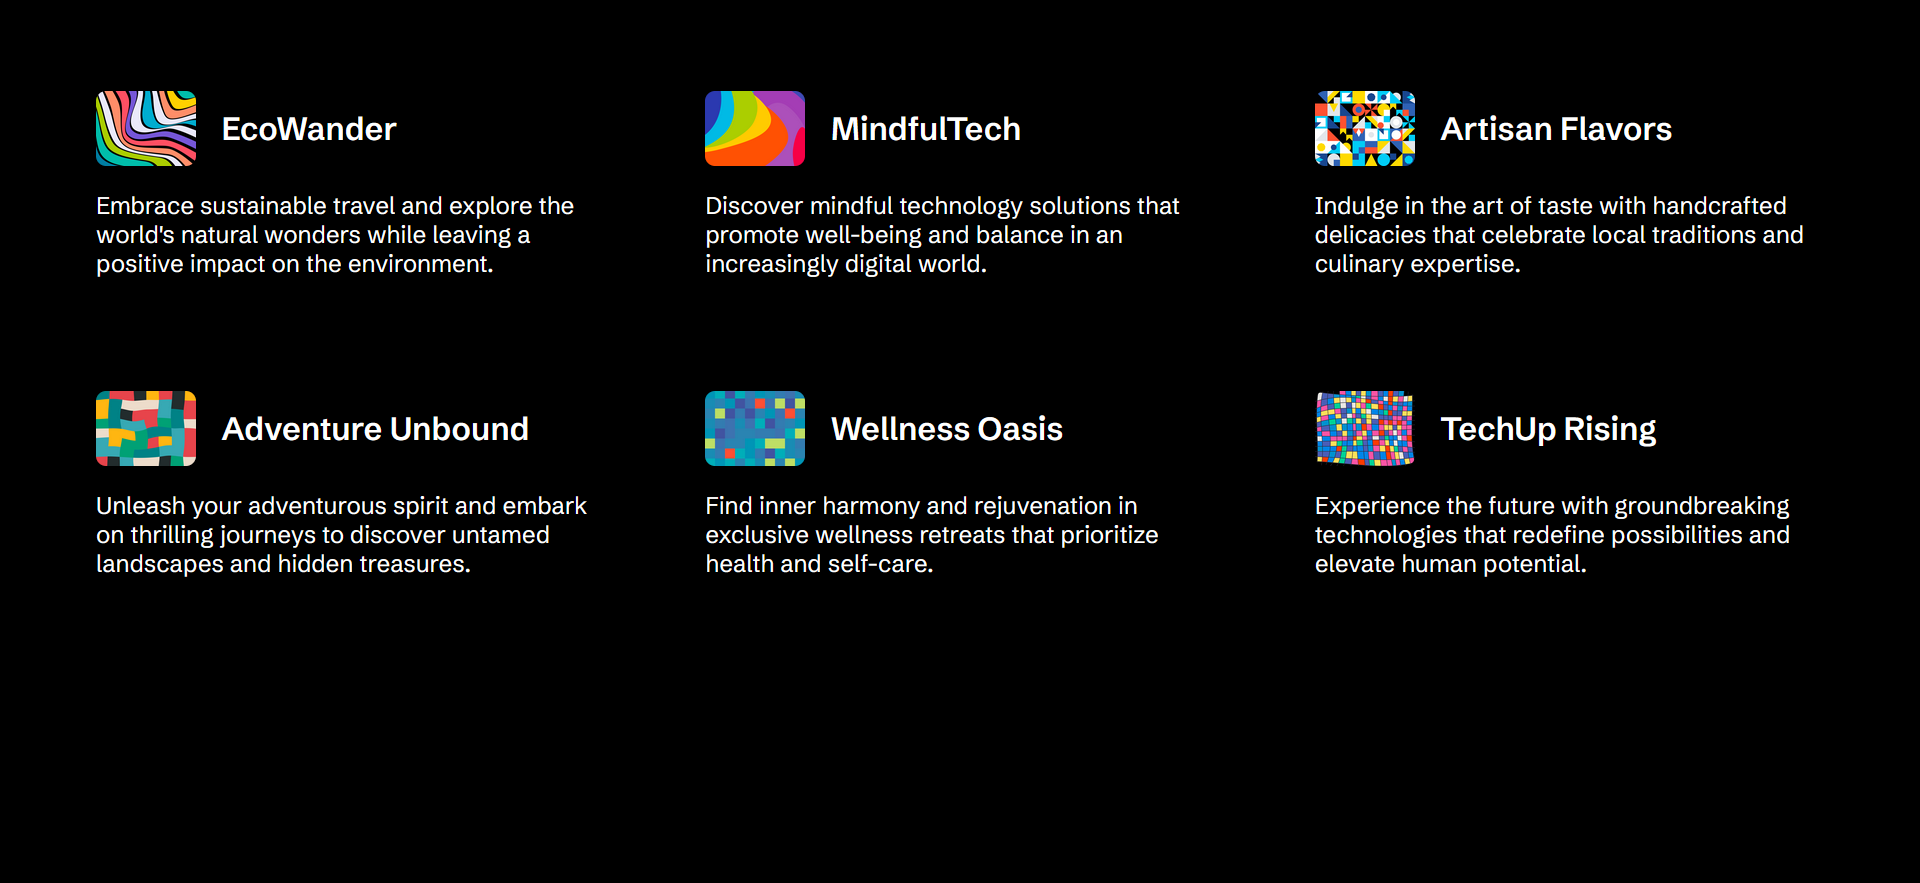 EcoWander
Embrace sustainable travel and explore the
world's natural wonders while leaving a
positive impact on the environment.
MindfulTech
Discover mindful technology solutions that
promote well-being and balance in an
increasingly digital world.
Artisan Flavors
Indulge in the art of taste with handcrafted
delicacies that celebrate local traditions and
culinary expertise.
Adventure Unbound
Unleash your adventurous spirit and embark
on thrilling journeys to discover untamed
landscapes and hidden treasures.
Wellness Oasis
Find inner harmony and rejuvenation in
exclusive wellness retreats that prioritize
health and self-care.
TechUp Rising
Experience the future with groundbreaking
technologies that redefine possibilities and
elevate human potential.